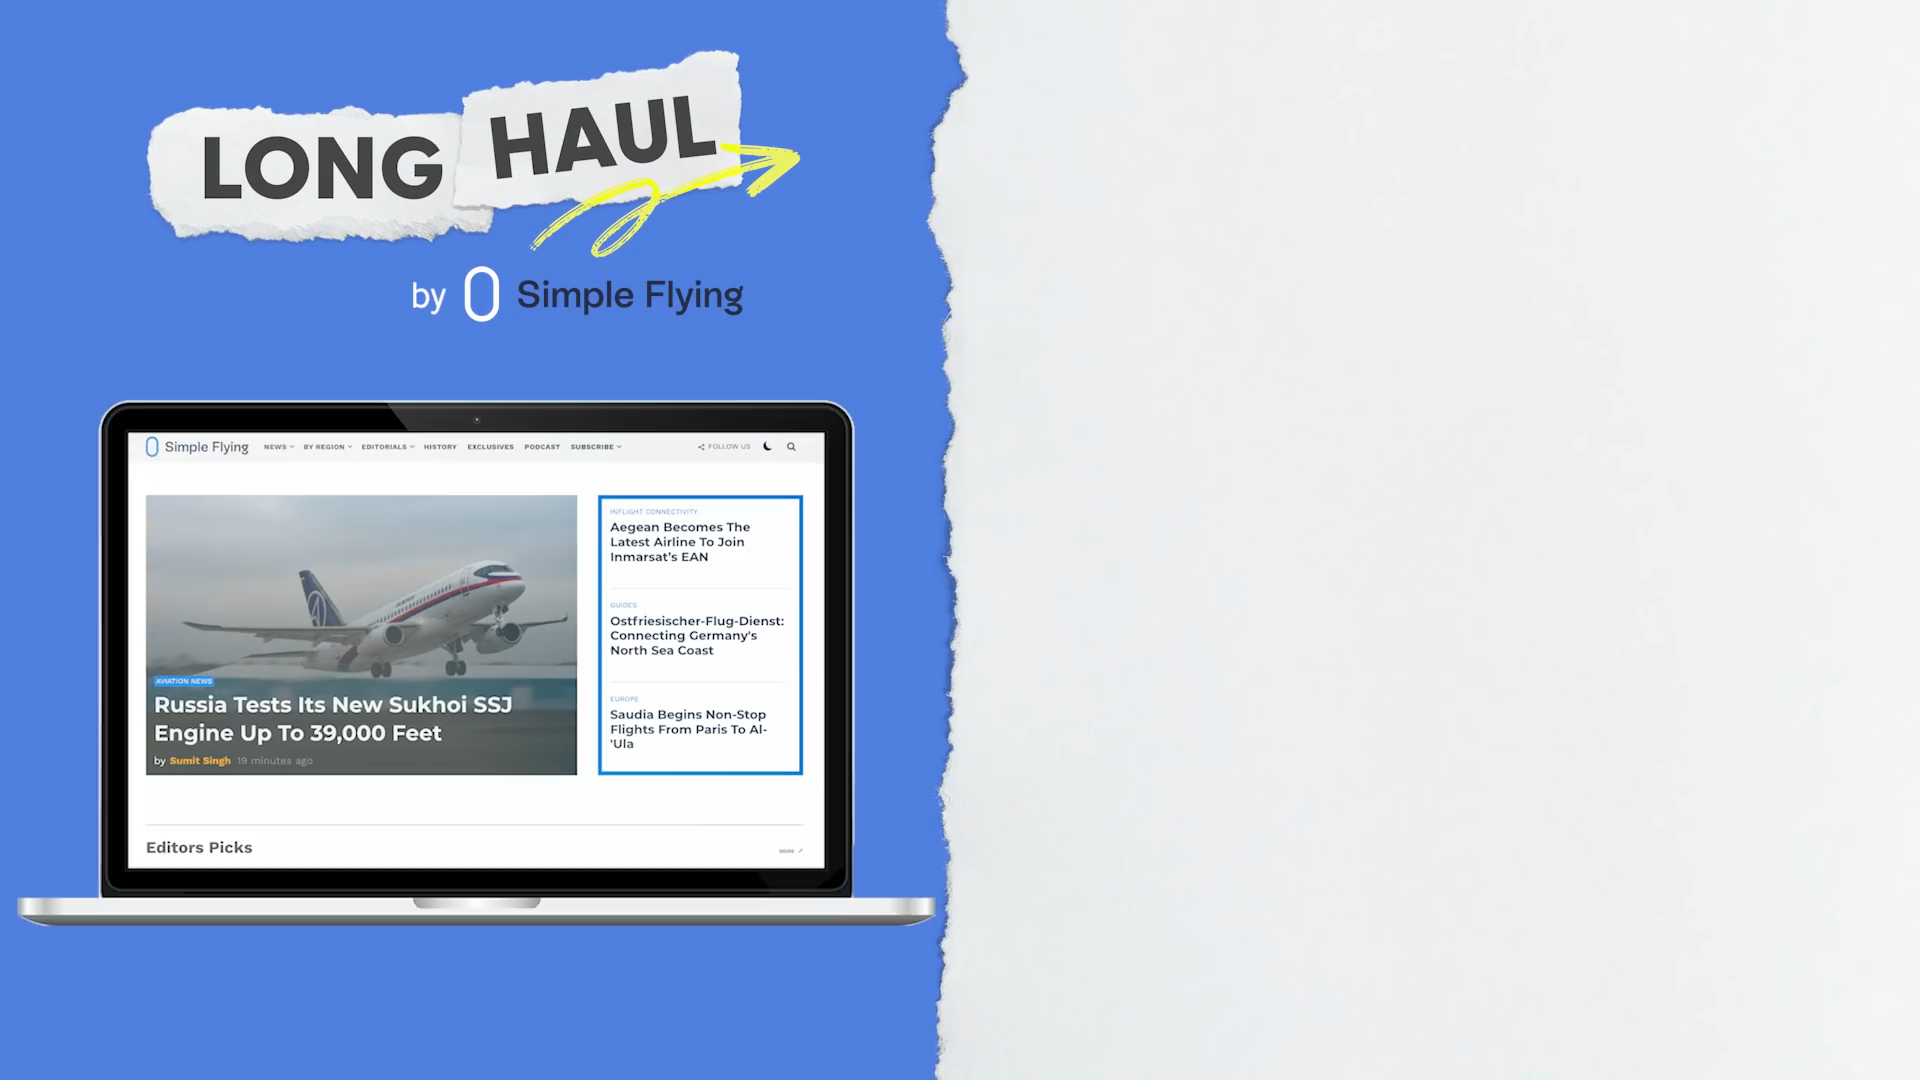 LONG HAUL
by Simple Flying
Simple Flying NEWS BY REGION EDITORIALS HISTORY EXCLUSIVES PODCAST SUBSCRIBE FOLLOW US
AVIATION NEWS
Russia Tests Its New Sukhoi SSJ
Engine Up To 39,000 Feet
by Sumit Singh 19 minutes ago
INFLIGHT CONNECTIVITY
Aegean Becomes The
Latest Airline To Join
Inmarsat's EAN
GUIDES
Ostfriesischer-Flug-Dienst:
Connecting Germany's
North Sea Coast
EUROPE
Saudia Begins Non-Stop
Flights From Paris To Al-
'Ula
Editors Picks
MORE